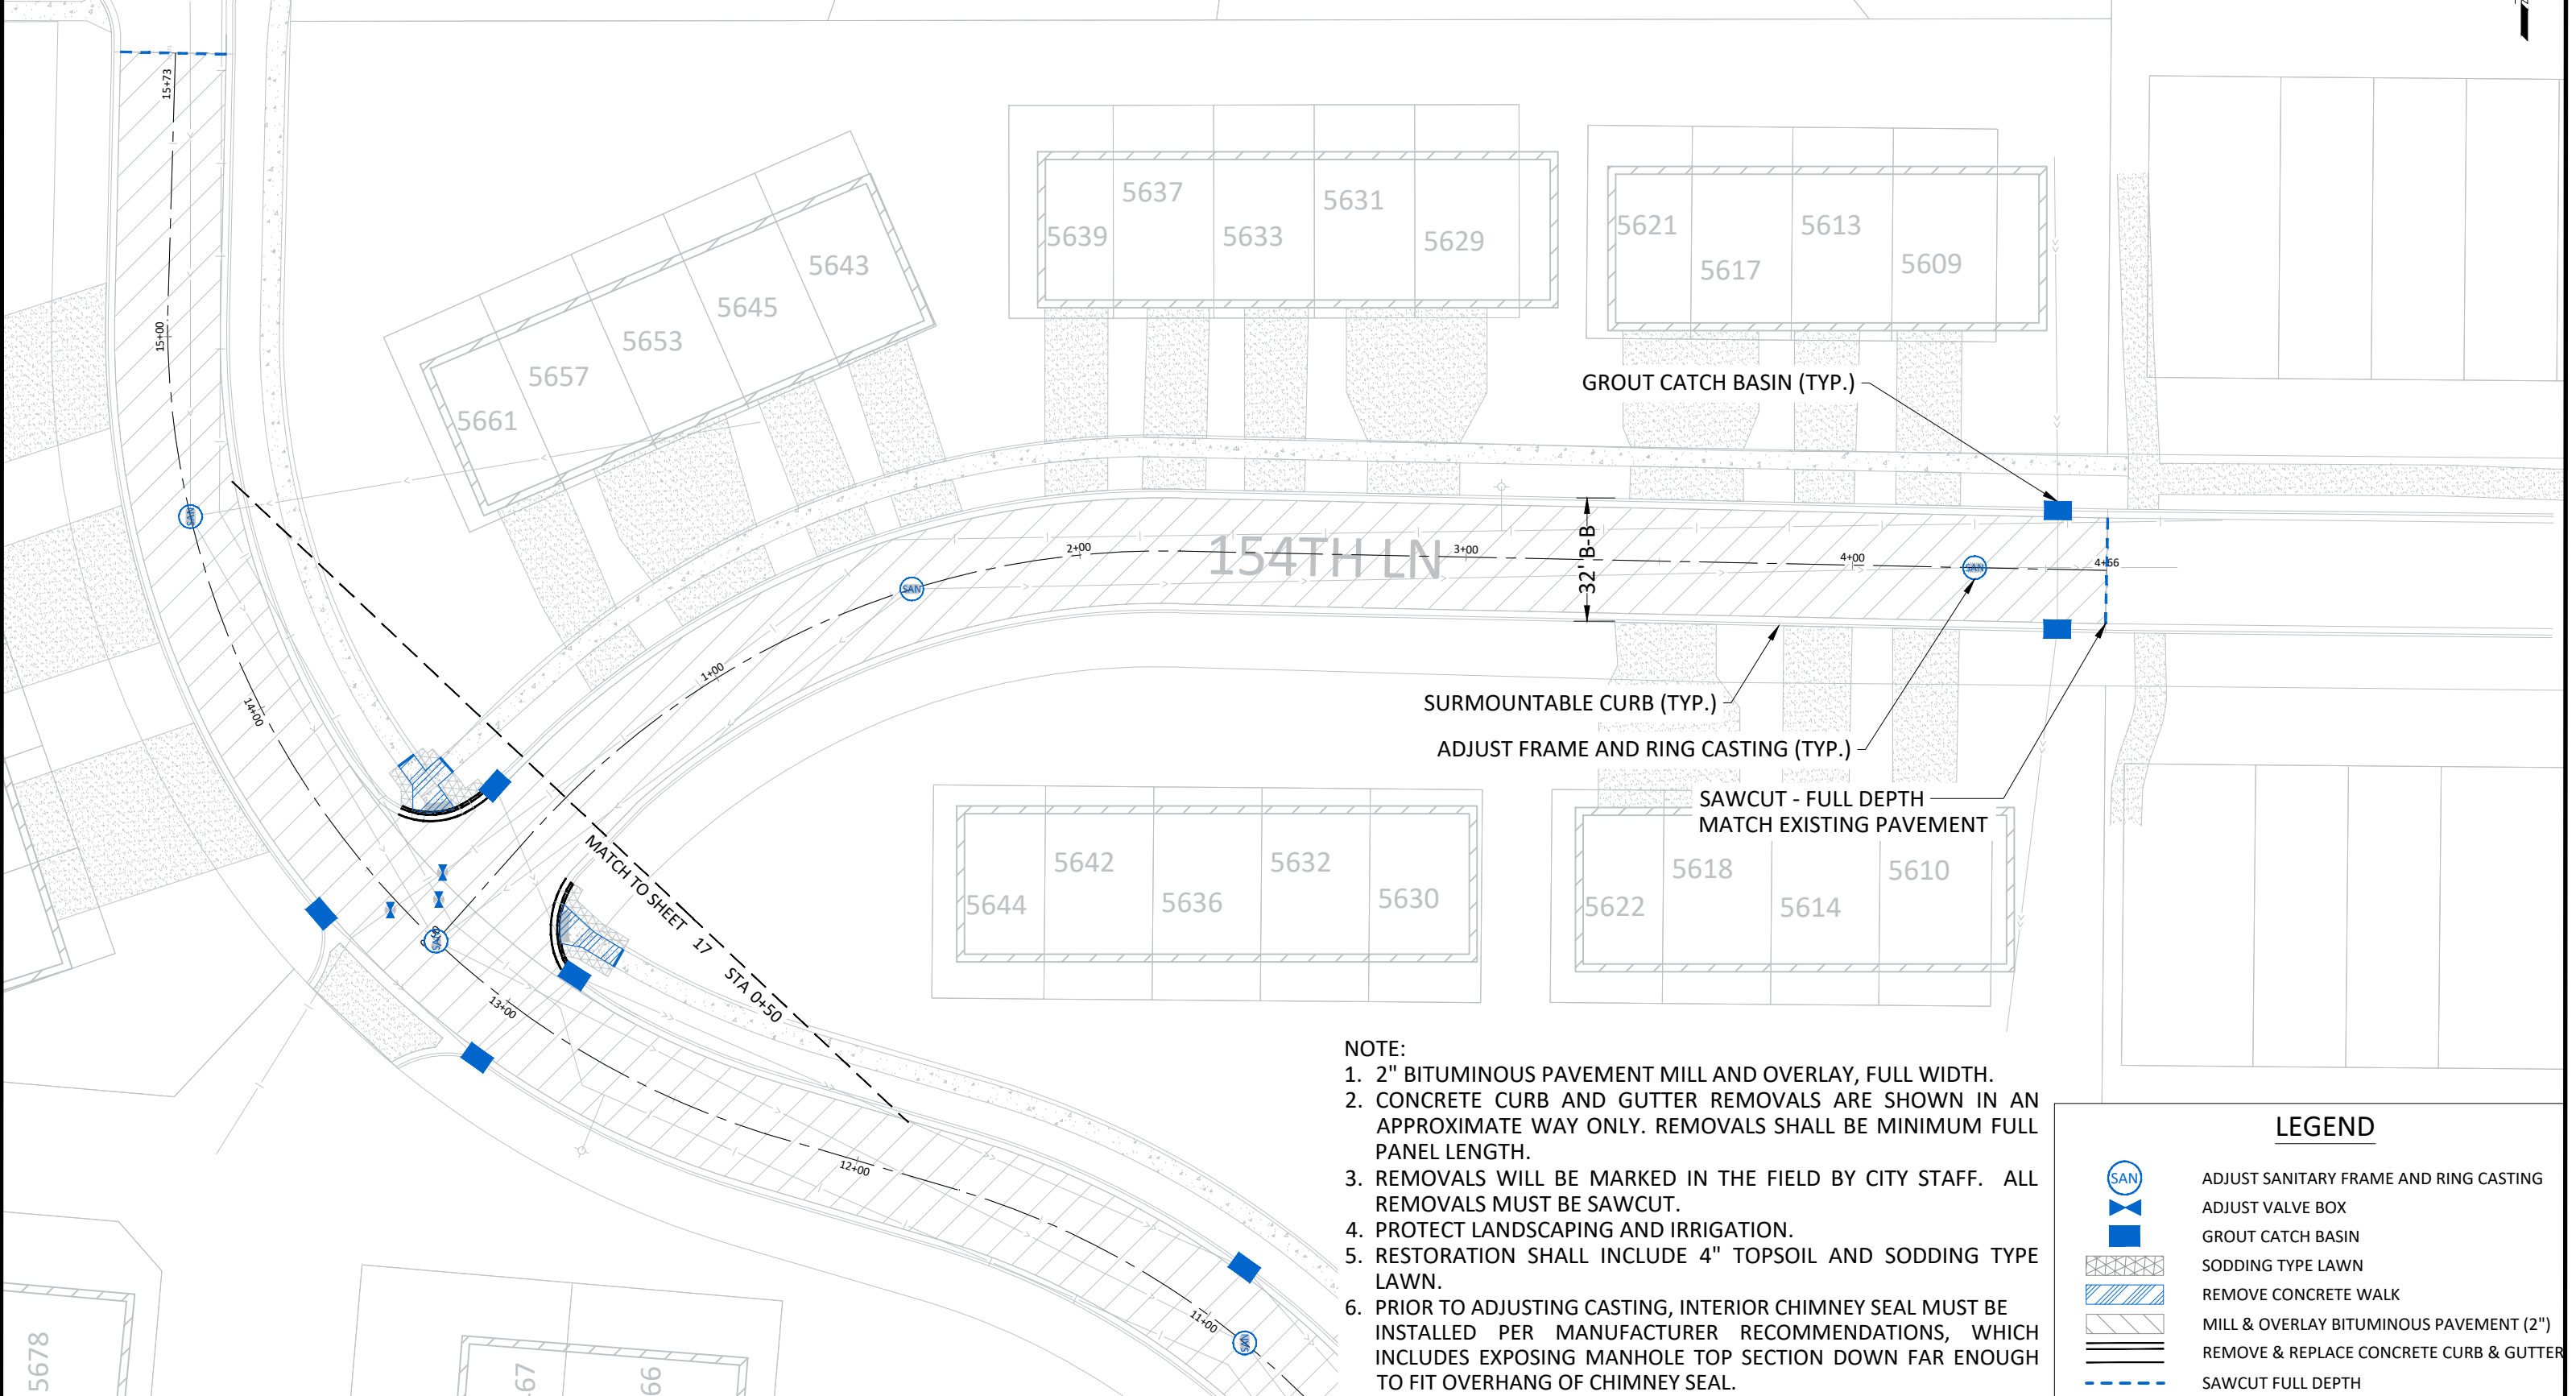 15+73
15+00
14+00
13+00
12+00
11+00
1+00
2+00
3+00
4+00
4+66
SAN
SAN
SAN
SAN
SAN
5661
5657
5653
5645
5643
5639
5637
5633
5631
5629
5621
5617
5613
5609
GROUT CATCH BASIN (TYP.)
154TH LN
32' B-B
SURMOUNTABLE CURB (TYP.)
ADJUST FRAME AND RING CASTING (TYP.)
SAWCUT - FULL DEPTH
MATCH EXISTING PAVEMENT
MATCH TO SHEET 17 STA 0+50
5644
5642
5636
5632
5630
5622
5618
5614
5610
5678
67
66
NOTE:
1. 2" BITUMINOUS PAVEMENT MILL AND OVERLAY, FULL WIDTH.
2. CONCRETE CURB AND GUTTER REMOVALS ARE SHOWN IN AN
APPROXIMATE WAY ONLY. REMOVALS SHALL BE MINIMUM FULL
PANEL LENGTH.
3. REMOVALS WILL BE MARKED IN THE FIELD BY CITY STAFF. ALL
REMOVALS MUST BE SAWCUT.
4. PROTECT LANDSCAPING AND IRRIGATION.
5. RESTORATION SHALL INCLUDE 4" TOPSOIL AND SODDING TYPE
LAWN.
6. PRIOR TO ADJUSTING CASTING, INTERIOR CHIMNEY SEAL MUST BE
INSTALLED PER MANUFACTURER RECOMMENDATIONS, WHICH
INCLUDES EXPOSING MANHOLE TOP SECTION DOWN FAR ENOUGH
TO FIT OVERHANG OF CHIMNEY SEAL.
LEGEND
SAN ADJUST SANITARY FRAME AND RING CASTING
ADJUST VALVE BOX
GROUT CATCH BASIN
SODDING TYPE LAWN
REMOVE CONCRETE WALK
MILL & OVERLAY BITUMINOUS PAVEMENT (2")
REMOVE & REPLACE CONCRETE CURB & GUTTER
SAWCUT FULL DEPTH